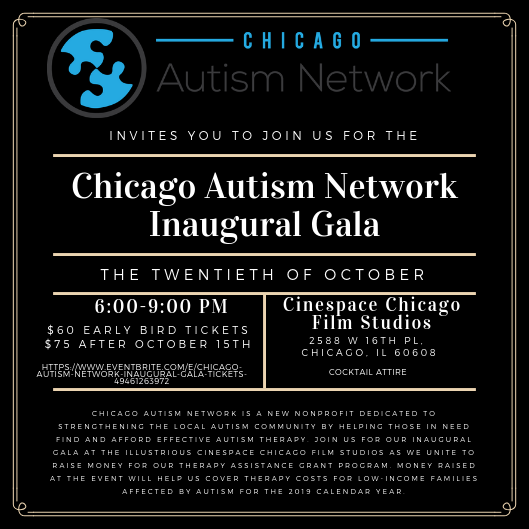 CHICAGO
Autism Network
INVITES YOU TO JOIN US FOR THE
Chicago Autism Network
Inaugural Gala
THE TWENTIETH OF OCTOBER
6:00-9:00 PM
$60 EARLY BIRD TICKETS
$75 AFTER OCTOBER 15TH
HTTPS://WWW.EVENTBRITE.COM/E/CHICAGO-
AUTISM-NETWORK-INAUGURAL-GALA-TICKETS-
49461263972
Cinespace Chicago
Film Studios
2588 W 16TH PL.
CHICAGO, IL 60608
COCKTAIL ATTIRE
CHICAGO AUTISM NETWORK IS A NEW NONPROFIT DEDICATED TO
STRENGTHENING THE LOCAL AUTISM COMMUNITY BY HELPING THOSE IN NEED
FIND AND AFFORD EFFECTIVE AUTISM THERAPY. JOIN US FOR OUR INAUGURAL
GALA AT THE ILLUSTRIOUS CINESPACE CHICAGO FILM STUDIOS AS WE UNITE TO
RAISE MONEY FOR OUR THERAPY ASSISTANCE GRANT PROGRAM. MONEY RAISED
AT THE EVENT WILL HELP US COVER THERAPY COSTS FOR LOW-INCOME FAMILIES
AFFECTED BY AUTISM FOR THE 2019 CALENDAR YEAR.